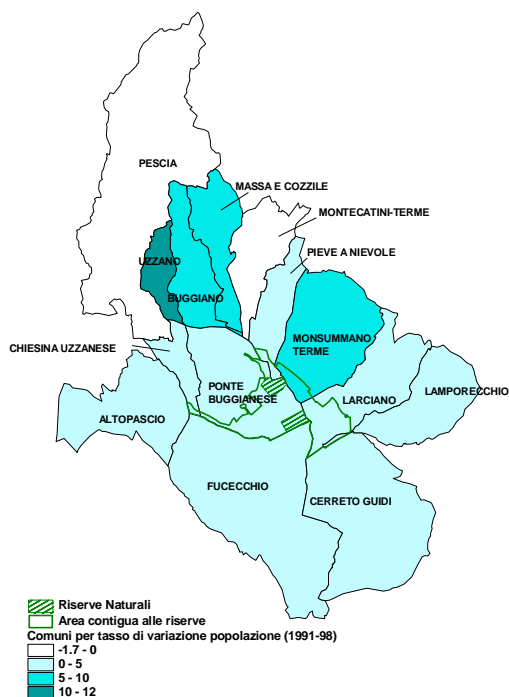 PESCIA
MASSA E COZZILE
MONTECATINI-TERME
PIEVE A NIEVOLE
UZZANO
BUGGIANO
MONSUMMANO
TERME
CHIESINA UZZANESE
PONTE
BUGGIANESE
LARCIANO
LAMPORECCHIO
ALTOPASCIO
FUCECCHIO
CERRETO GUIDI
Riserve Naturali
Area contigua alle riserve
Comuni per tasso di variazione popolazione (1991-98)
-1.7 - 0
0 - 5
5 - 10
10 - 12